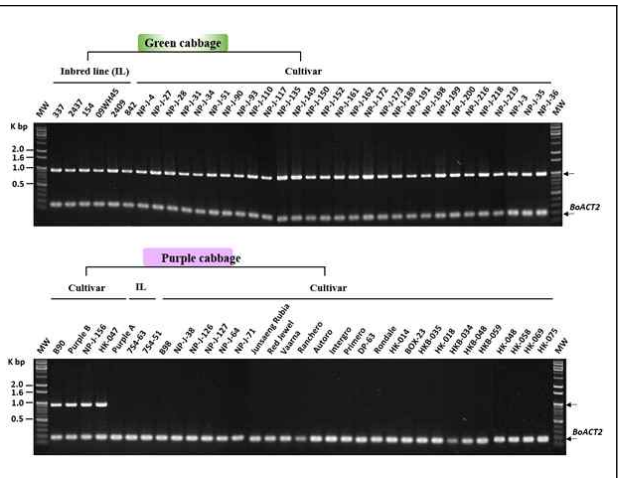 Green cabbage
Inbred line (IL) Cultivar
MW 337 2437 154 09WH45 2409 842 NP-J-4 NP-J-27 NP-J-28 NP-J-31 NP-J-34 NP-J-51 NP-J-90 NP-J-93 NP-J-110 NP-J-117 NP-J-135 NP-J-149 NP-J-150 NP-J-152 NP-J-161 NP-J-162 NP-J-172 NP-J-173 NP-J-189 NP-J-191 NP-J-198 NP-J-199 NP-J-200 NP-J-216 NP-J-218 NP-J-219 NP-J-3 NP-J-35 NP-J-36 MW
K bp
2.0
1.6
1.0
0.5
BoACT2
Purple cabbage
Cultivar IL Cultivar
MW B90 Purple B NP-J-156 HK-047 Purple A 754-63 754-51 B98 NP-J-38 NP-J-126 NP-J-127 NP-J-64 NP-J-71 Junsaeng Rubia Red Jewel Vaarna Ranchero Autoro Intergro Primero DP-63 Rondale HK-014 BOX-23 HKB-035 HK-018 HKB-034 HKB-048 HKB-059 HK-048 HK-058 HK-069 HK-075 MW
K bp
2.0
1.6
1.0
0.5
BoACT2